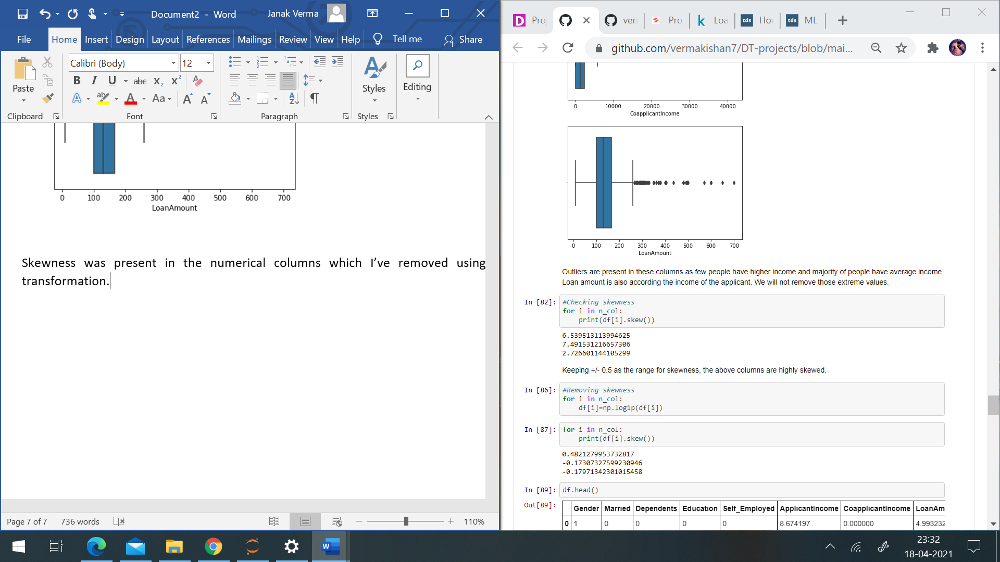 Document2 - Word
Janak Verma
File Home Insert Design Layout References Mailings Review View Help Tell me Share
Calibri (Body) 12
Paste
Styles
Editing
Clipboard Font Paragraph Styles
0 100 200 300 400 500 600 700
LoanAmount
Skewness was present in the numerical columns which I’ve removed using
transformation.
Page 7 of 7 736 words 110%
Loa
tds
tds ML
github.com/vermakishan7/DT-projects/blob/mai...
0 10000 20000 30000 40000
CoapplicantIncome
0 100 200 300 400 500 600 700
LoanAmount
Outliers are present in these columns as few people have higher income and majority of people have average income.
Loan amount is also according the income of the applicant. We will not remove those extreme values.
In [82]: #Checking skewness
for i in n_col:
print(df[i].skew())
6.539513113994625
7.491531216657306
2.726601144105299
Keeping +/- 0.5 as the range for skewness, the above columns are highly skewed.
In [86]: #Removing skewness
for i in n_col:
df[i]=np.log1p(df[i])
In [87]: for i in n_col:
print(df[i].skew())
0.4821279953732817
-0.17307327599230946
-0.17971342301015458
In [89]: df.head()
Out[89]:
Gender Married Dependents Education Self_Employed ApplicantIncome CoapplicantIncome LoanAm
0 1 0 0 0 0 8.674197 0.000000 4.993232
23:32
18-04-2021